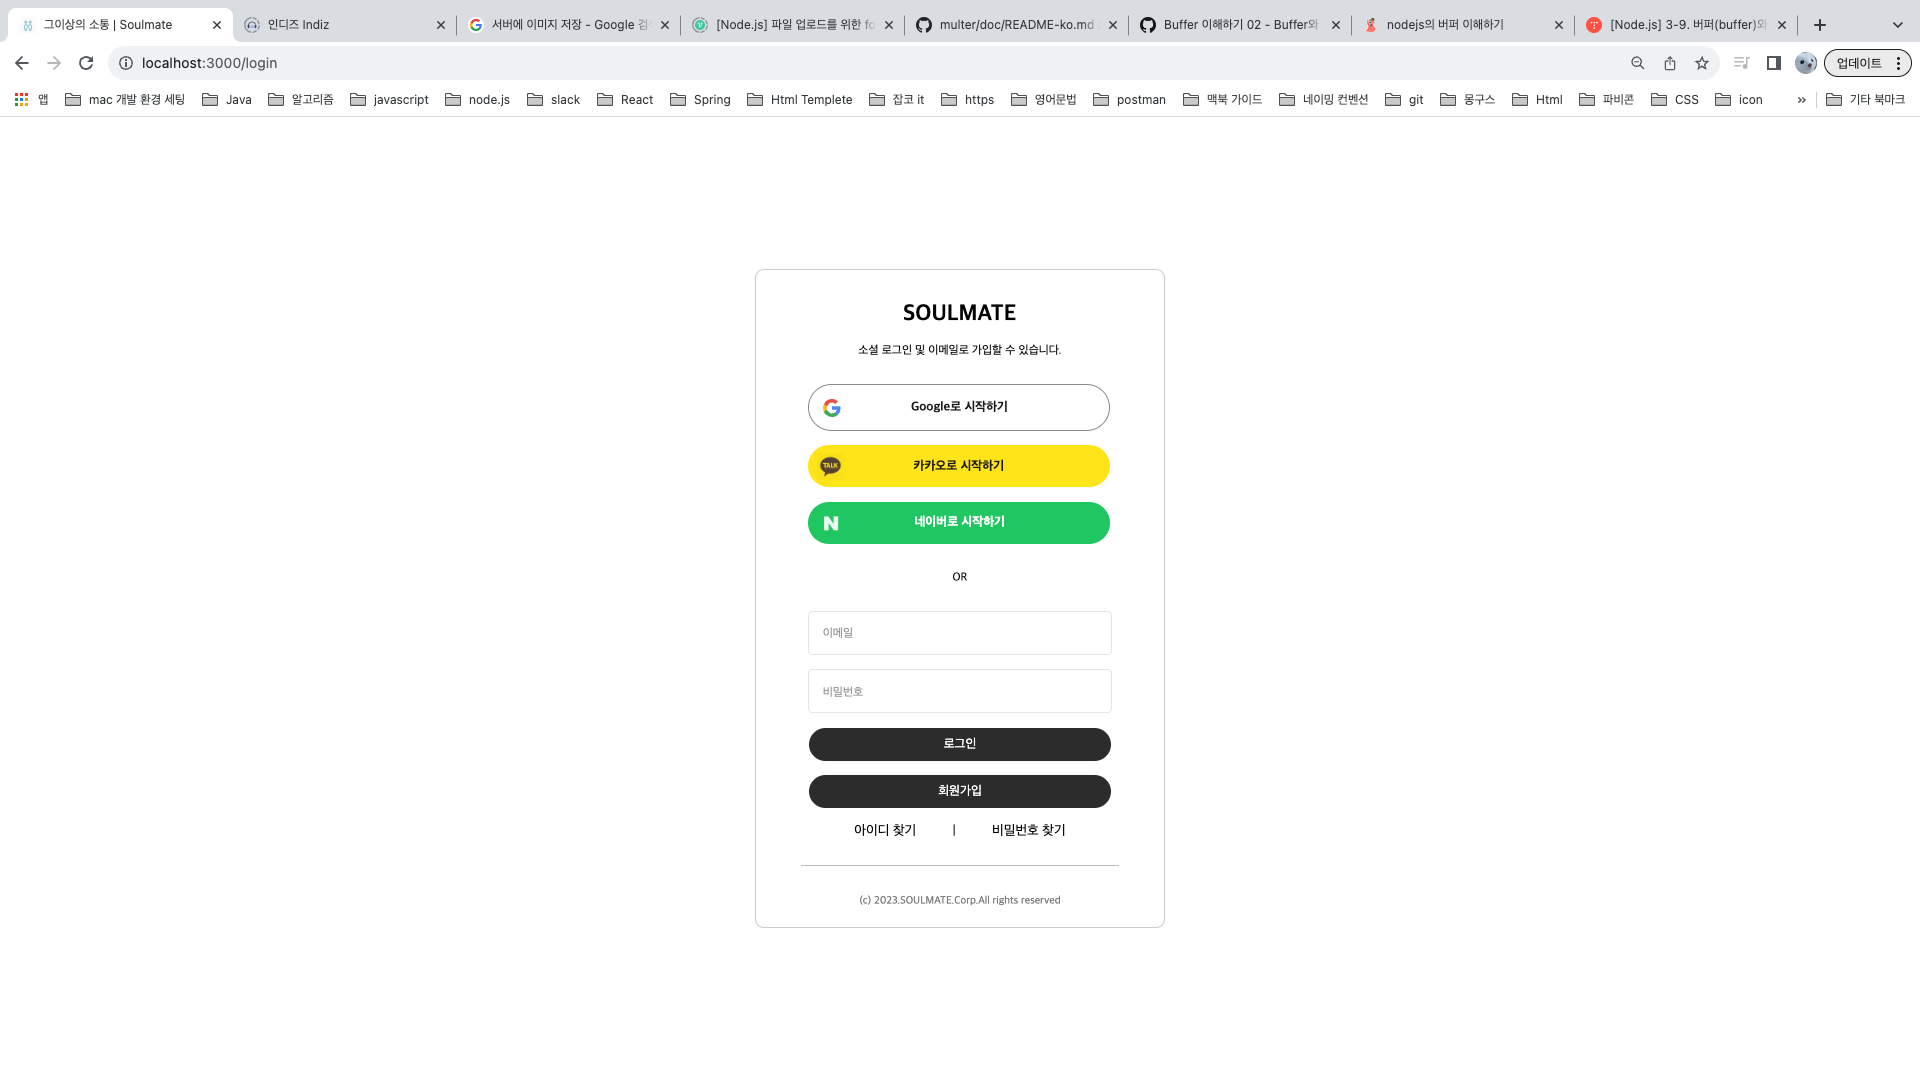 그이상의 소통 | Soulmate
인디즈 Indiz
서버에 이미지 저장 - Google 검
[Node.js] 파일 업로드를 위한 fo
multer/doc/README-ko.md
Buffer 이해하기 02 - Buffer와
nodejs의 버퍼 이해하기
[Node.js] 3-9. 버퍼(buffer)와
localhost:3000/login
업데이트
앱
mac 개발 환경 세팅
Java
알고리즘
javascript
node.js
slack
React
Spring
Html Templete
잡코 it
https
영어문법
postman
맥북 가이드
네이밍 컨벤션
git
몽구스
Html
파비콘
CSS
icon
»
기타 북마크
SOULMATE
소셜 로그인 및 이메일로 가입할 수 있습니다.
Google로 시작하기
TALK
카카오로 시작하기
N
네이버로 시작하기
OR
이메일
비밀번호
로그인
회원가입
아이디 찾기 | 비밀번호 찾기
(c) 2023.SOULMATE.Corp.All rights reserved